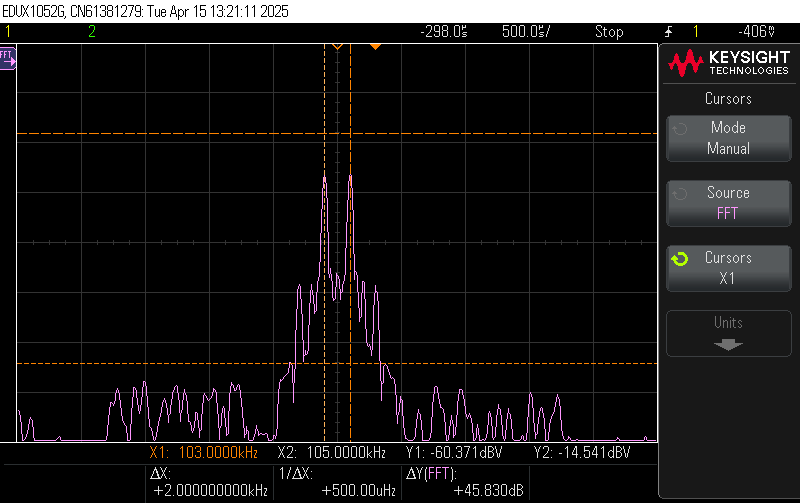 EDUX1052G, CN61381279: Tue Apr 15 13:21:11 2025
1 2 -298.0s 500.0s/ Stop 1 -406
FFT
KEYSIGHT
TECHNOLOGIES
Cursors
Mode
Manual
Source
FFT
Cursors
X1
Units
X1: 103.0000kHz X2: 105.0000kHz Y1: -60.371dBV Y2: -14.541dBV
ΔX: 1/ΔX: ΔY(FFT):
+2.000000000kHz +500.00uHz +45.830dB